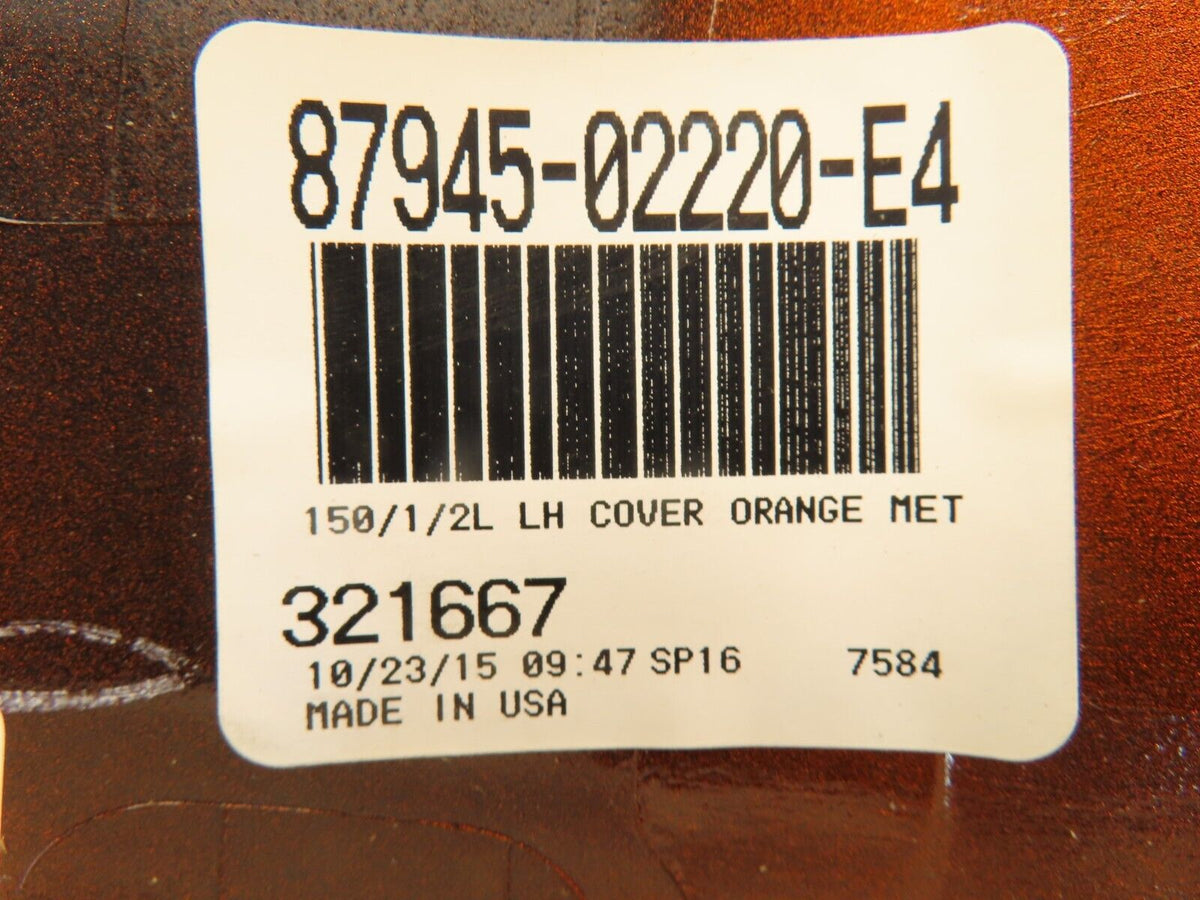 87945-02220-E4
150/1/2L LH COVER ORANGE MET
321667
10/23/15 09:47 SP16 7584
MADE IN USA